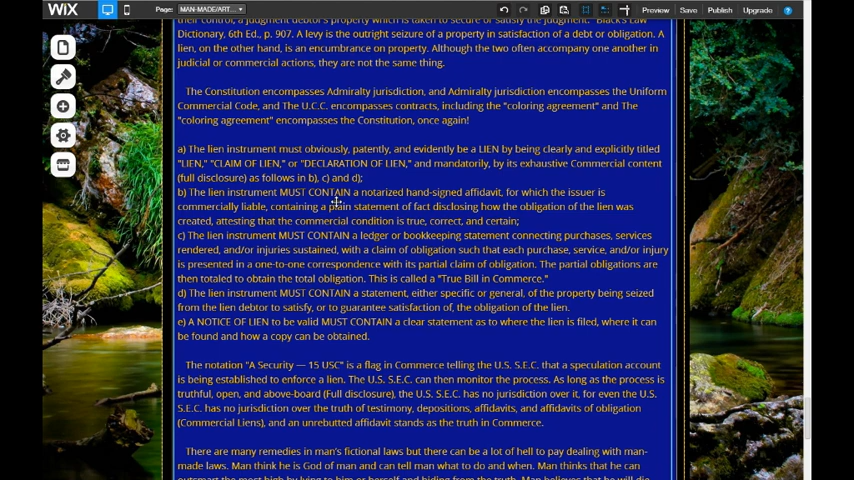 WiX
Page: MAN-MADE/ART...
Preview Save Publish Upgrade ?
their control, a judgment debtor's property which is taken to secure or satisfy the judgment." Black's Law
Dictionary, 6th Ed., p. 907. A levy is the outright seizure of a property in satisfaction of a debt or obligation. A
lien, on the other hand, is an encumbrance on property. Although the two often accompany one another in
judicial or commercial actions, they are not the same thing.
The Constitution encompasses Admiralty jurisdiction, and Admiralty jurisdiction encompasses the Uniform
Commercial Code, and The U.C.C. encompasses contracts, including the "coloring agreement" and The
"coloring agreement" encompasses the Constitution, once again!
a) The lien instrument must obviously, patently, and evidently be a LIEN by being clearly and explicitly titled
"LIEN," "CLAIM OF LIEN," or "DECLARATION OF LIEN," and mandatorily, by its exhaustive Commercial content
(full disclosure) as follows in b), c) and d);
b) The lien instrument MUST CONTAIN a notarized hand-signed affidavit, for which the issuer is
commercially liable, containing a plain statement of fact disclosing how the obligation of the lien was
created, attesting that the commercial condition is true, correct, and certain;
c) The lien instrument MUST CONTAIN a ledger or bookkeeping statement connecting purchases, services
rendered, and/or injuries sustained, with a claim of obligation such that each purchase, service, and/or injury
is presented in a one-to-one correspondence with its partial claim of obligation. The partial obligations are
then totaled to obtain the total obligation. This is called a "True Bill in Commerce."
d) The lien instrument MUST CONTAIN a statement, either specific or general, of the property being seized
from the lien debtor to satisfy, or to guarantee satisfaction of, the obligation of the lien.
e) A NOTICE OF LIEN to be valid MUST CONTAIN a clear statement as to where the lien is filed, where it can
be found and how a copy can be obtained.
The notation "A Security — 15 USC" is a flag in Commerce telling the U.S. S.E.C. that a speculation account
is being established to enforce a lien. The U.S. S.E.C. can then monitor the process. As long as the process is
truthful, open, and above-board (Full disclosure), the U.S. S.E.C. has no jurisdiction over it, for even the U.S.
S.E.C. has no jurisdiction over the truth of testimony, depositions, affidavits, and affidavits of obligation
(Commercial Liens), and an unrebutted affidavit stands as the truth in Commerce.
There are many remedies in man's fictional laws but there can be a lot of hell to pay dealing with man-
made laws. Man think he is God of man and can tell man what to do and when. Man thinks that he can
outsmart the most high by lying to him or herself and hiding from the truth. Man believes that he will die